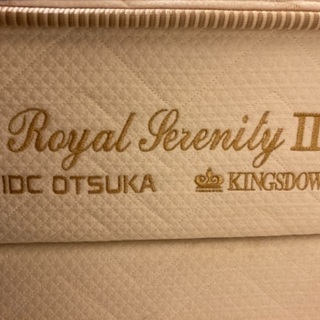 Royal Serenity II
IDC OTSUKA KINGSDOW